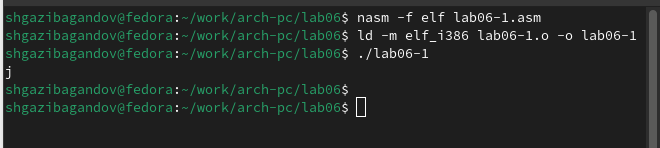 shgazibagandov@fedora:~/work/arch-pc/lab06$ nasm -f elf lab06-1.asm
shgazibagandov@fedora:~/work/arch-pc/lab06$ ld -m elf_i386 lab06-1.o -o lab06-1
shgazibagandov@fedora:~/work/arch-pc/lab06$ ./lab06-1
j
shgazibagandov@fedora:~/work/arch-pc/lab06$
shgazibagandov@fedora:~/work/arch-pc/lab06$